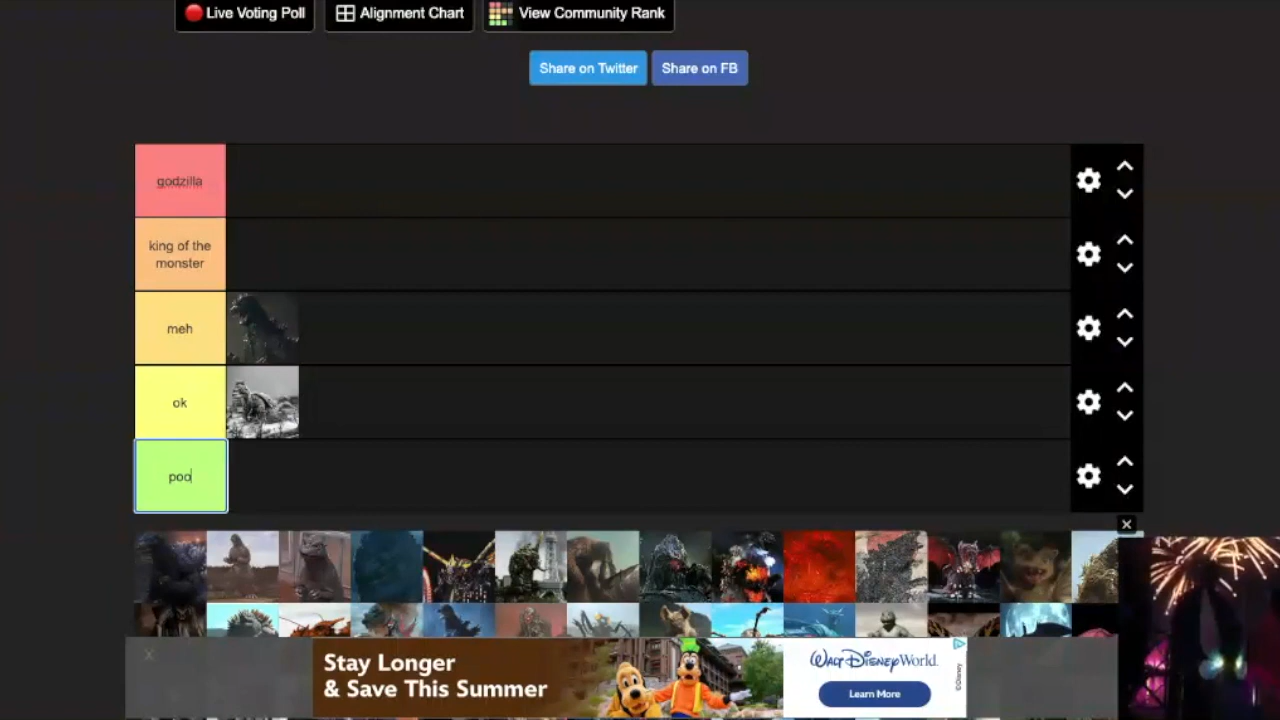 Live Voting Poll
Alignment Chart
View Community Rank
Share on Twitter
Share on FB
godzilla
king of the
monster
meh
ok
poo
Stay Longer
& Save This Summer
Walt Disney World.
Learn More
©Disney